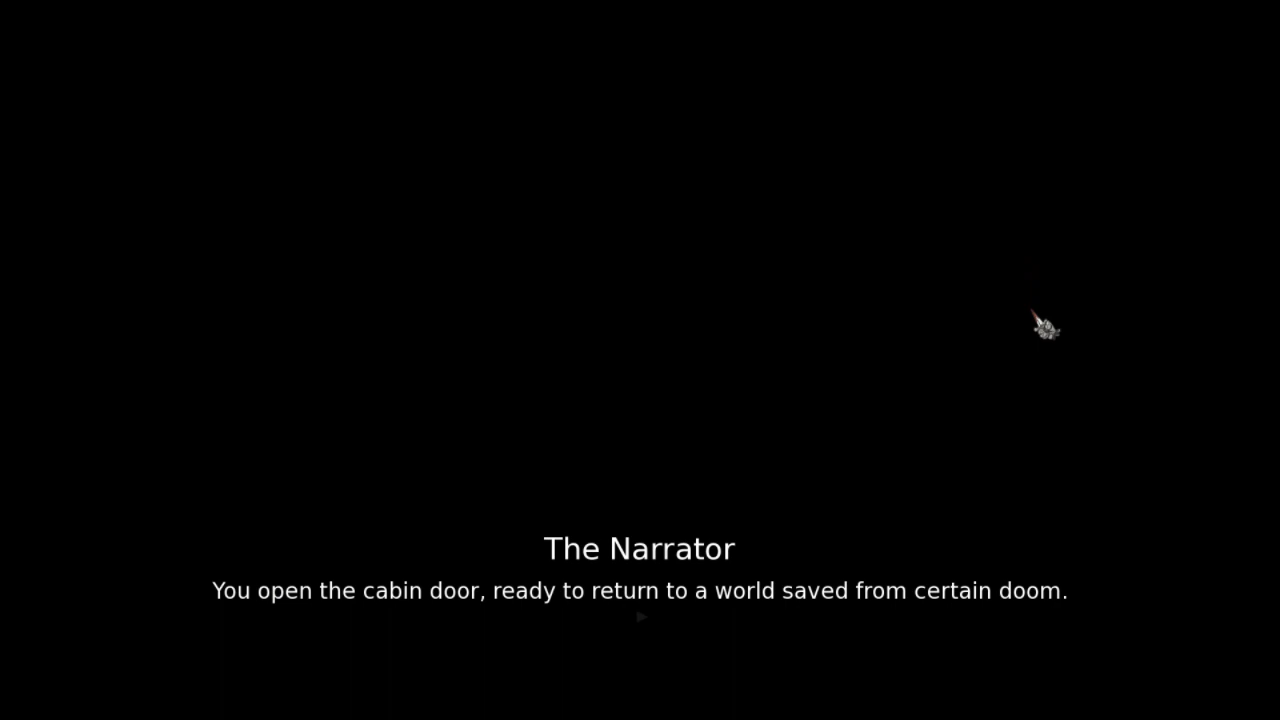 The Narrator
You open the cabin door, ready to return to a world saved from certain doom.